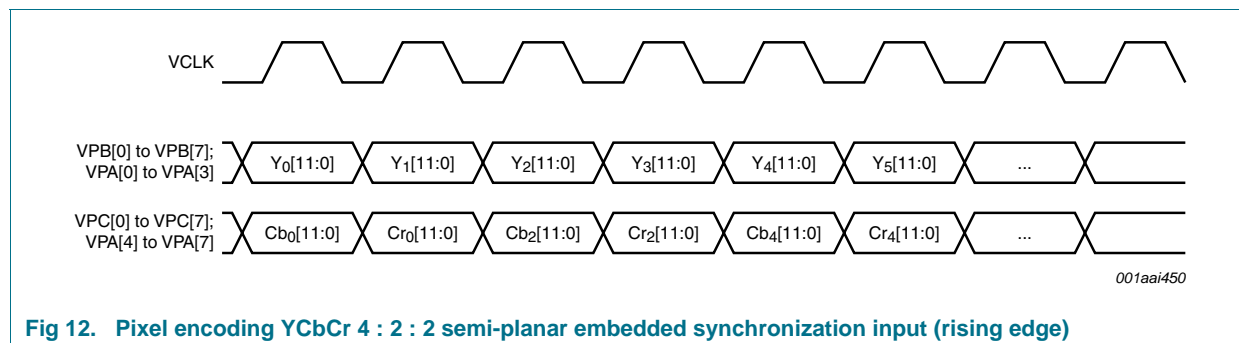 VCLK
VPB[0] to VPB[7];
VPA[0] to VPA[3]
Y0[11:0] Y1[11:0] Y2[11:0] Y3[11:0] Y4[11:0] Y5[11:0] ...
VPC[0] to VPC[7];
VPA[4] to VPA[7]
Cb0[11:0] Cr0[11:0] Cb2[11:0] Cr2[11:0] Cb4[11:0] Cr4[11:0] ...
001aai450
Fig 12. Pixel encoding YCbCr 4 : 2 : 2 semi-planar embedded synchronization input (rising edge)